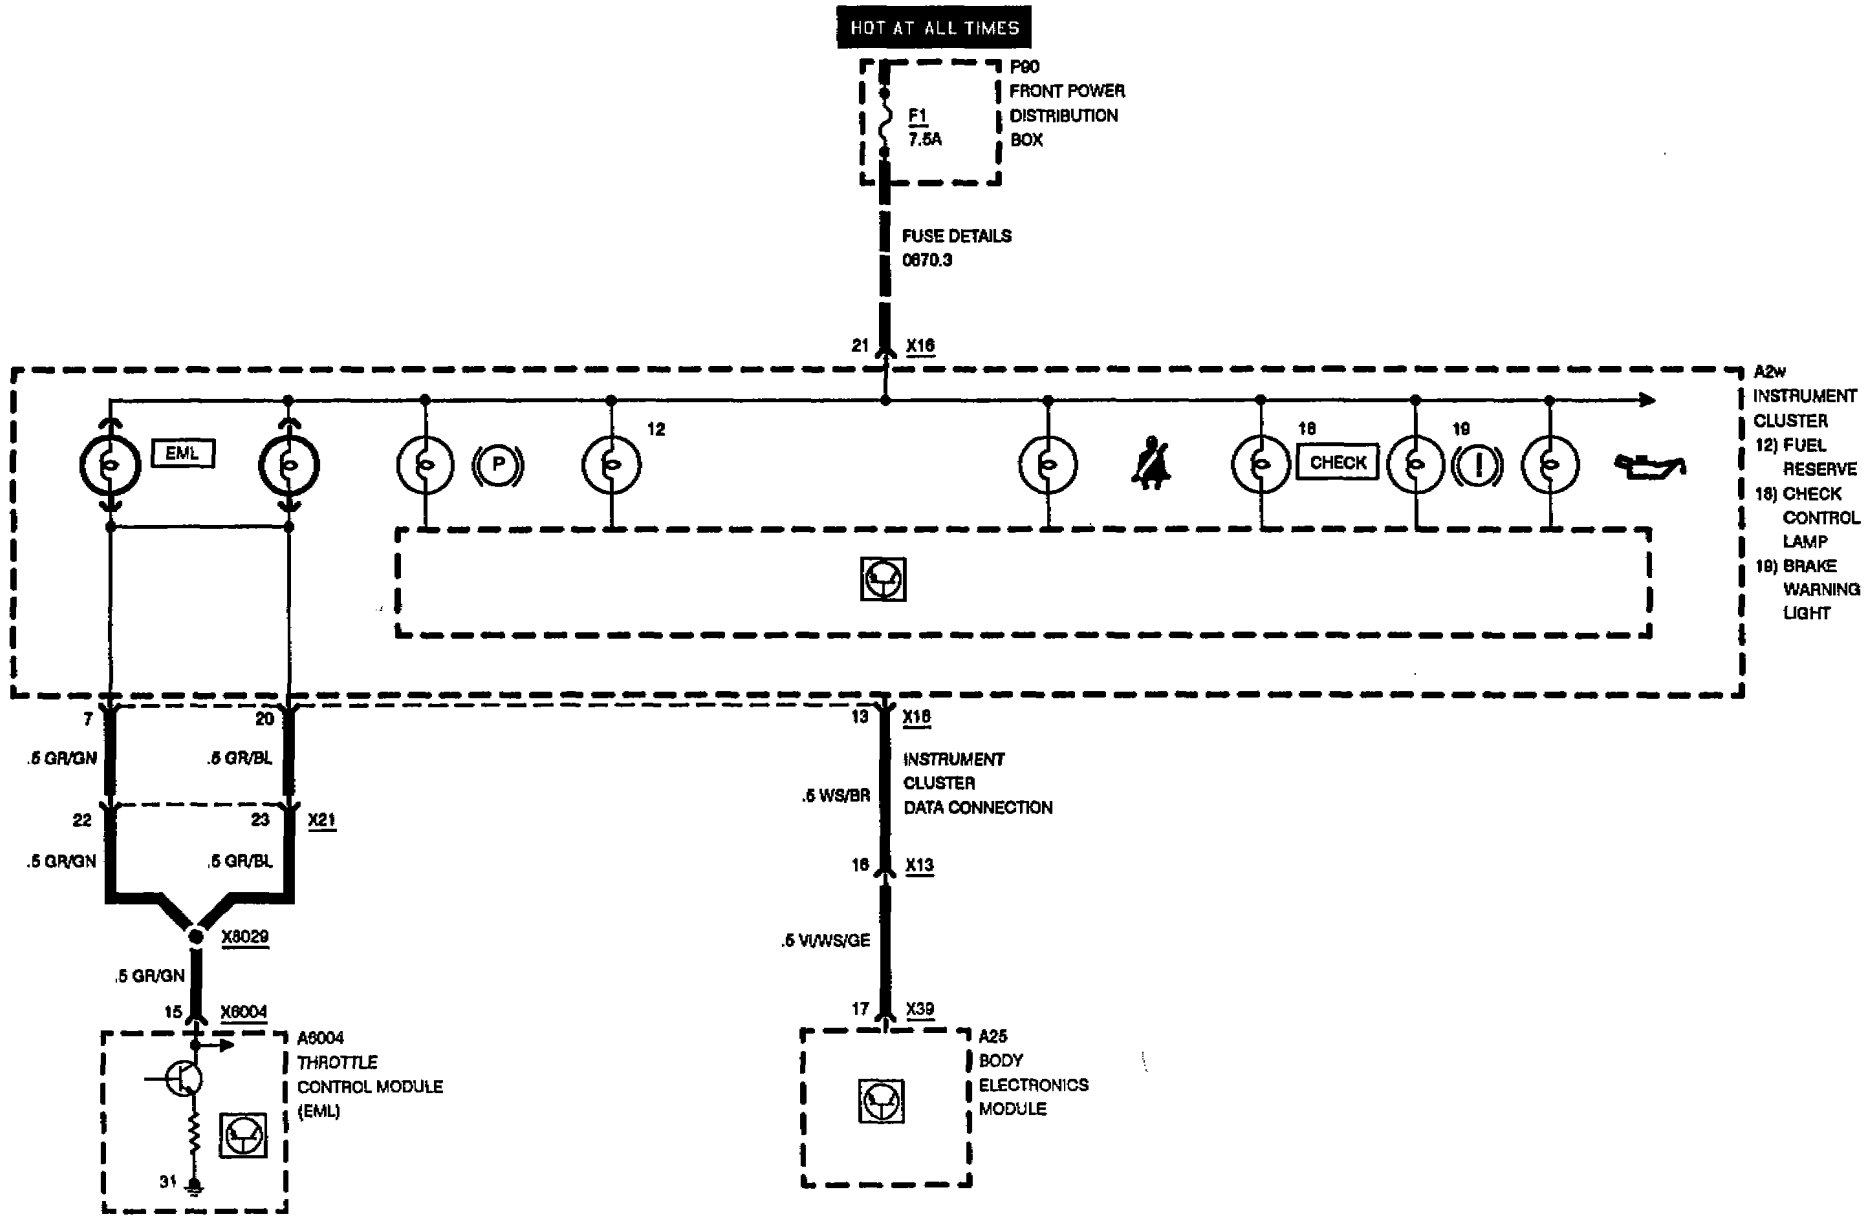 HOT AT ALL TIMES
P90
FRONT POWER
DISTRIBUTION
BOX
F1
7.5A
FUSE DETAILS
0670.3
21 X16
A2w
INSTRUMENT
CLUSTER
12) FUEL
RESERVE
18) CHECK
CONTROL
LAMP
19) BRAKE
WARNING
LIGHT
EML
P
12
18
CHECK
19
!
7
20
13 X16
.5 GR/GN
.5 GR/BL
INSTRUMENT
CLUSTER
DATA CONNECTION
.5 WS/BR
22
23 X21
.5 GR/GN
.5 GR/BL
16 X13
X6029
.5 VI/WS/GE
.5 GR/GN
15 X6004
17 X39
A6004
THROTTLE
CONTROL MODULE
(EML)
31
A25
BODY
ELECTRONICS
MODULE